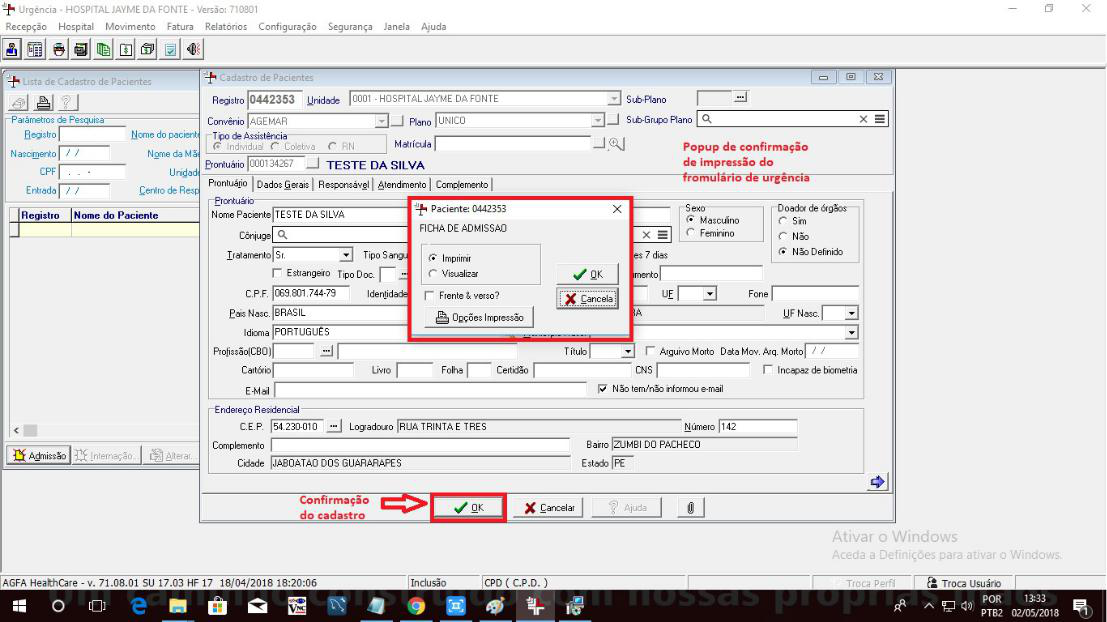 Urgência - HOSPITAL JAYME DA FONTE - Versão: 710801
Recepção Hospital Movimento Fatura Relatórios Configuração Segurança Janela Ajuda
Lista de Cadastro de Pacientes
Parâmetros de Pesquisa
Registro Nome do paciente
Nascimento / / Nome da Mã
CPF . . - Unidad
Entrada / / Centro de Resp
Registro Nome do Paciente
Admissão Internação... Alterar...
Cadastro de Pacientes
Registro 0442353 Unidade 0001 - HOSPITAL JAYME DA FONTE Sub-Plano ...
Convênio AGEMAR Plano UNICO Sub-Grupo Plano
Tipo de Assistência
Individual Coletiva RN Matrícula
Prontuário 000134267 TESTE DA SILVA
Popup de confirmação
de impressão do
fromulário de urgência
Prontuário Dados Gerais Responsável Atendimento Complemento
Prontuário
Nome Paciente TESTE DA SILVA
Sexo
Masculino
Feminino
Doador de órgãos
Sim
Não
Não Definido
Cônjuge
Tratamento Sr. Tipo Sangu es 7 dias
Estrangeiro Tipo Doc. mento
C.P.F. 069.801.744-79 Identidade UF Fone
Pais Nasc. BRASIL RA UF Nasc.
Idioma PORTUGUÊS
Profissão(CBO) ... Título Arquivo Morto Data Mov. Arq. Morto / /
Cartório Livro Folha Certidão CNS Incapaz de biometria
E-Mail Não tem/não informou e-mail
Paciente: 0442353
FICHA DE ADMISSAO
Imprimir
Visualizar
OK
Frente & verso?
Cancela
Opções Impressão
Endereço Residencial
C.E.P. 54.230-010 ... Logradouro RUA TRINTA E TRES Número 142
Complemento Bairro ZUMBI DO PACHECO
Cidade JABOATAO DOS GUARARAPES Estado PE
Confirmação
do cadastro
OK Cancelar Ajuda
Ativar o Windows
Acesse a Definições para ativar o Windows.
AGFA HealthCare - v. 71.08.01 SU 17.03 HF 17 18/04/2018 18:20:06 Inclusão CPD ( C.P.D. ) Troca Perfil Troca Usuário
POR
PTB2
13:33
02/05/2018